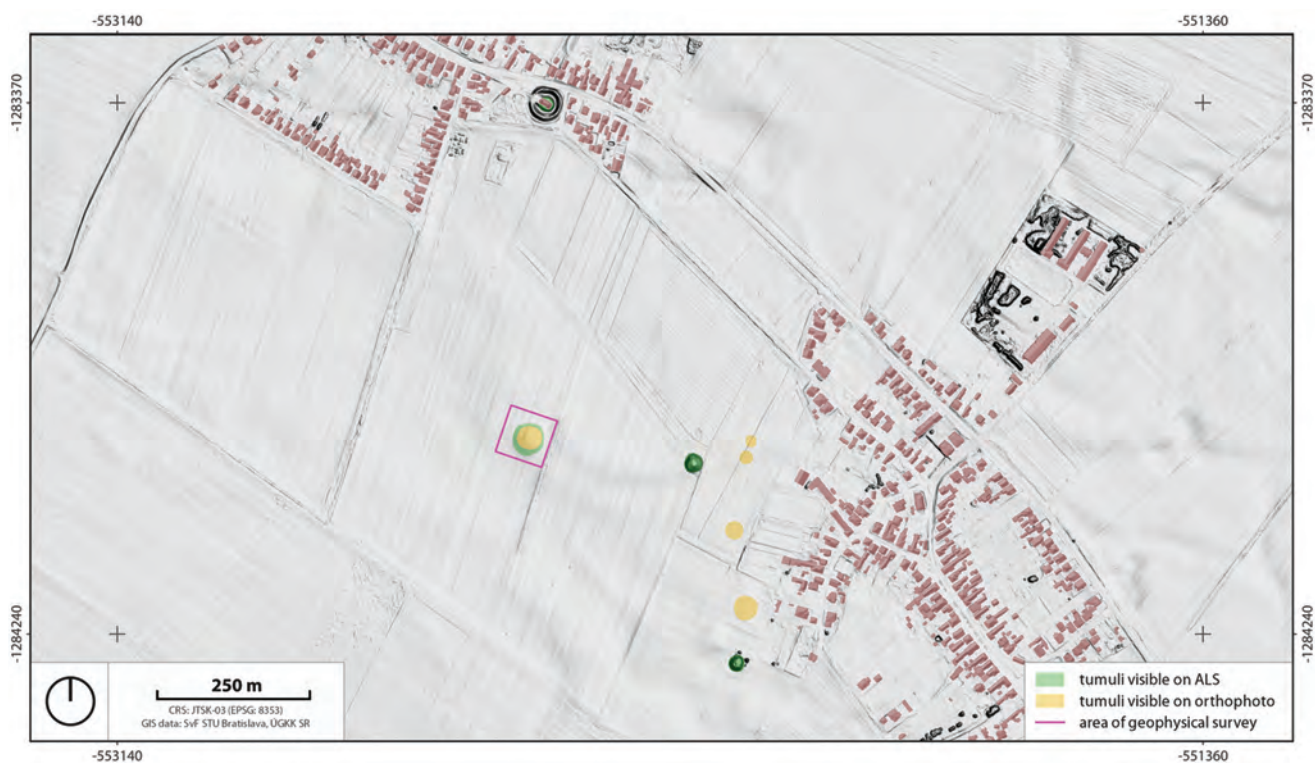 -553140
-551360
-1283370
-1283370
-1284240
-1284240
250 m
CRS: JTSK-03 (EPSG: 8353)
GIS data: SvF STU Bratislava, ÚGKK SR
tumuli visible on ALS
tumuli visible on orthophoto
area of geophysical survey
-553140
-551360